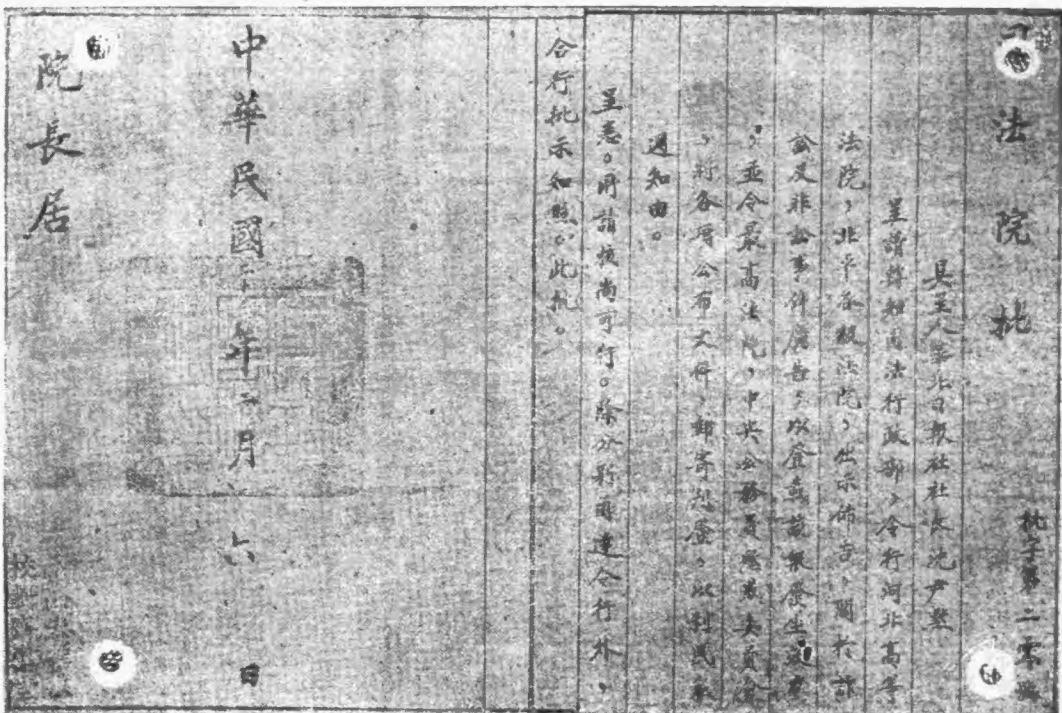 司法院批
批字第二零號
具呈人華北日報社社長沈尹默
呈請轉知司法行政部，令行河北高等
法院，北平各級法院，出示佈告，關於訴
訟及非訟事件廣告，以登載該報發生效力
，並令最高法院，中央公務員懲戒委員會
，將各項公布文件，郵寄登，以利民眾
週知由。
呈悉。所請核尚可行。除分別函達令行外，
合行批示知照。此批。
中華民國二十年二月六日
院長居